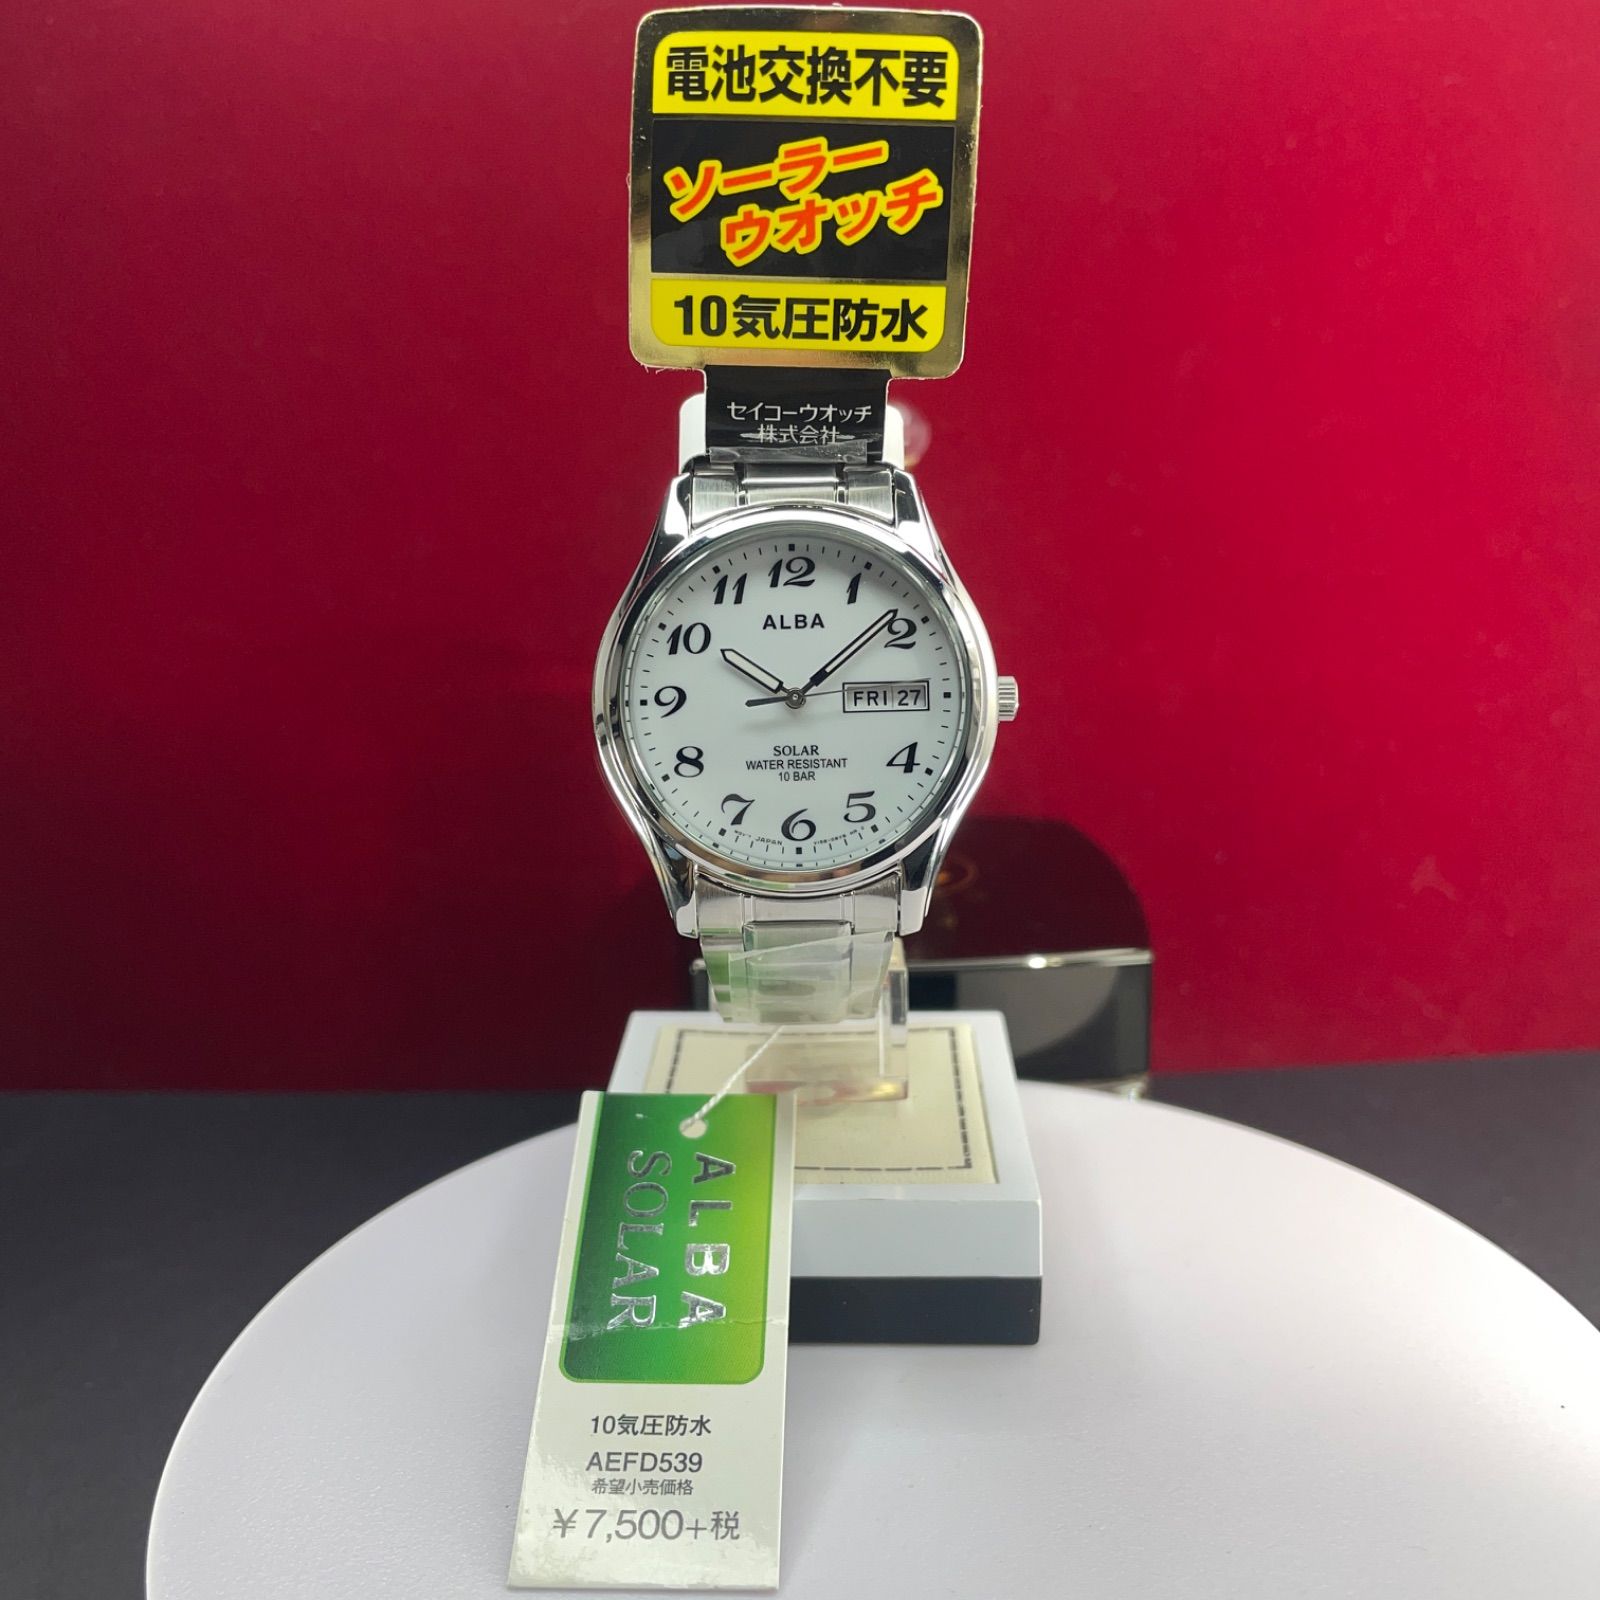 電池交換不要
ソーラー
ウオッチ
10気圧防水
セイコーウオッチ
株式会社
12
1
2
4
5
6
7
8
9
10
11
ALBA
FRI 27
SOLAR
WATER RESISTANT
10 BAR
JAPAN
ALBA
SOLAR
10気圧防水
AEFD539
希望小売価格
¥7,500+税